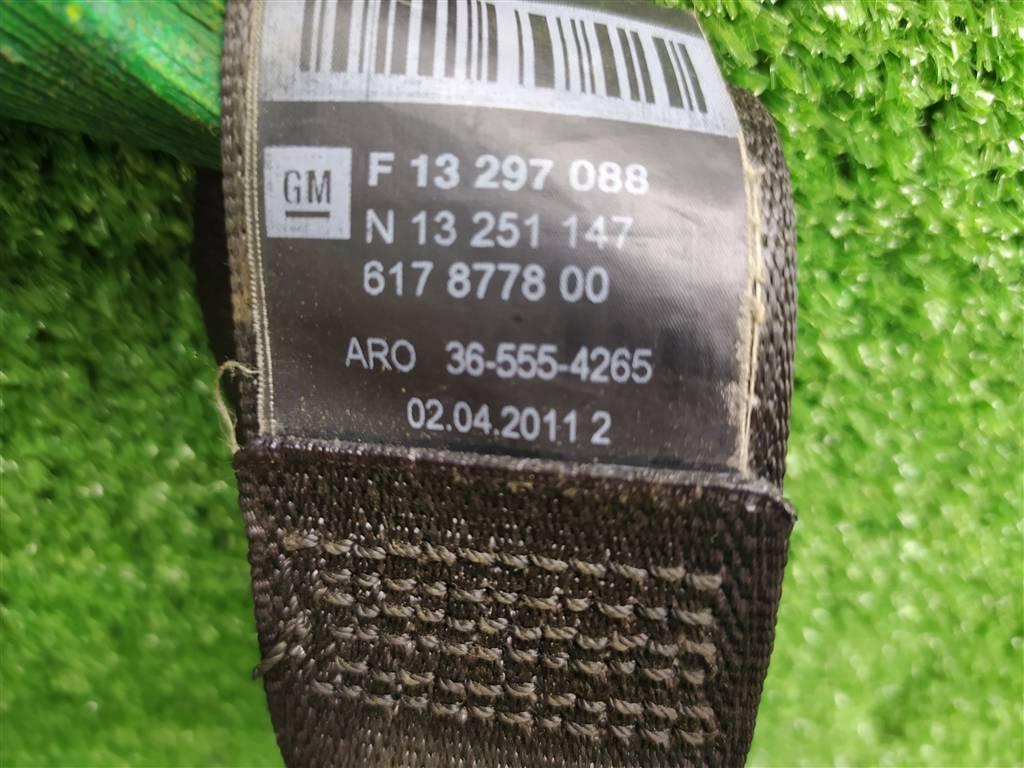 GM
F 13 297 088
N 13 251 147
617 8778 00
ARO 36-555-4265
02.04.2011 2